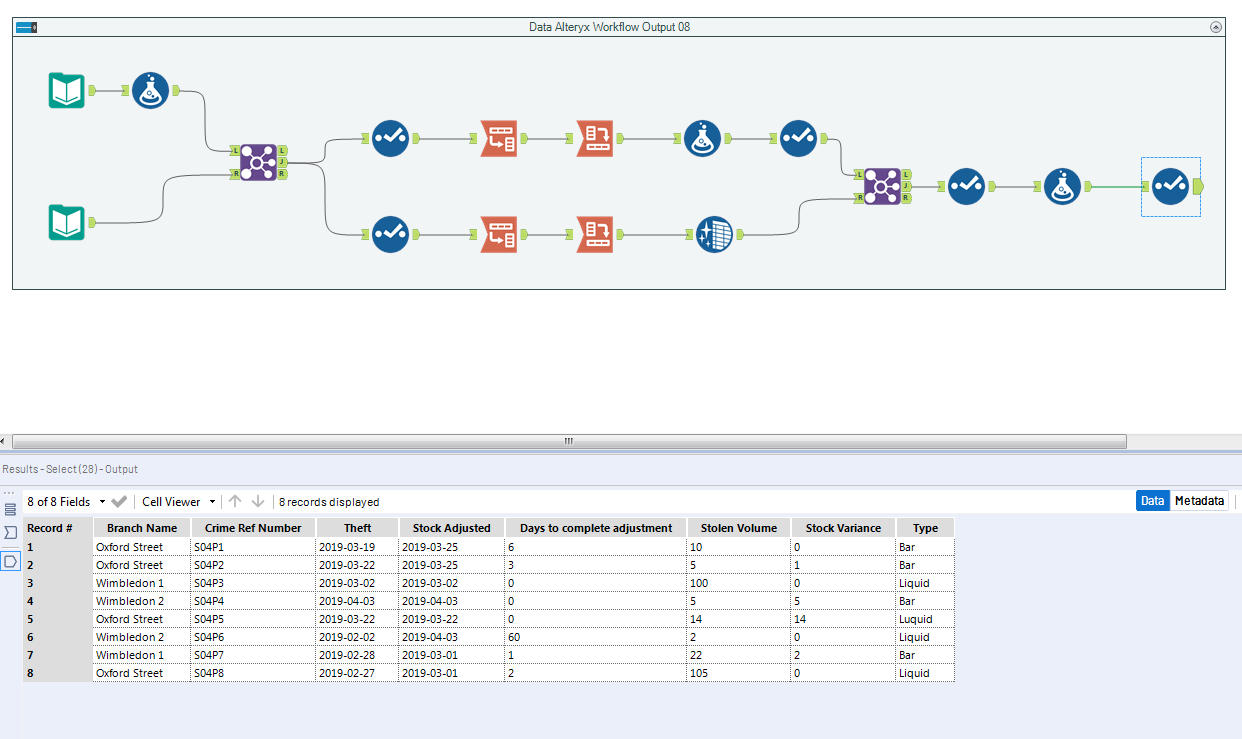 Data Alteryx Workflow Output 08
L L
J
R R
L L
J
R R
Results - Select (28) - Output
8 of 8 Fields Cell Viewer 8 records displayed Data Metadata
Record # Branch Name Crime Ref Number Theft Stock Adjusted Days to complete adjustment Stolen Volume Stock Variance Type
1 Oxford Street S04P1 2019-03-19 2019-03-25 6 10 0 Bar
2 Oxford Street S04P2 2019-03-22 2019-03-25 3 5 1 Bar
3 Wimbledon 1 S04P3 2019-03-02 2019-03-02 0 100 0 Liquid
4 Wimbledon 2 S04P4 2019-04-03 2019-04-03 0 5 5 Bar
5 Oxford Street S04P5 2019-03-22 2019-03-22 0 14 14 Luquid
6 Wimbledon 2 S04P6 2019-02-02 2019-04-03 60 2 0 Liquid
7 Wimbledon 1 S04P7 2019-02-28 2019-03-01 1 22 2 Bar
8 Oxford Street S04P8 2019-02-27 2019-03-01 2 105 0 Liquid